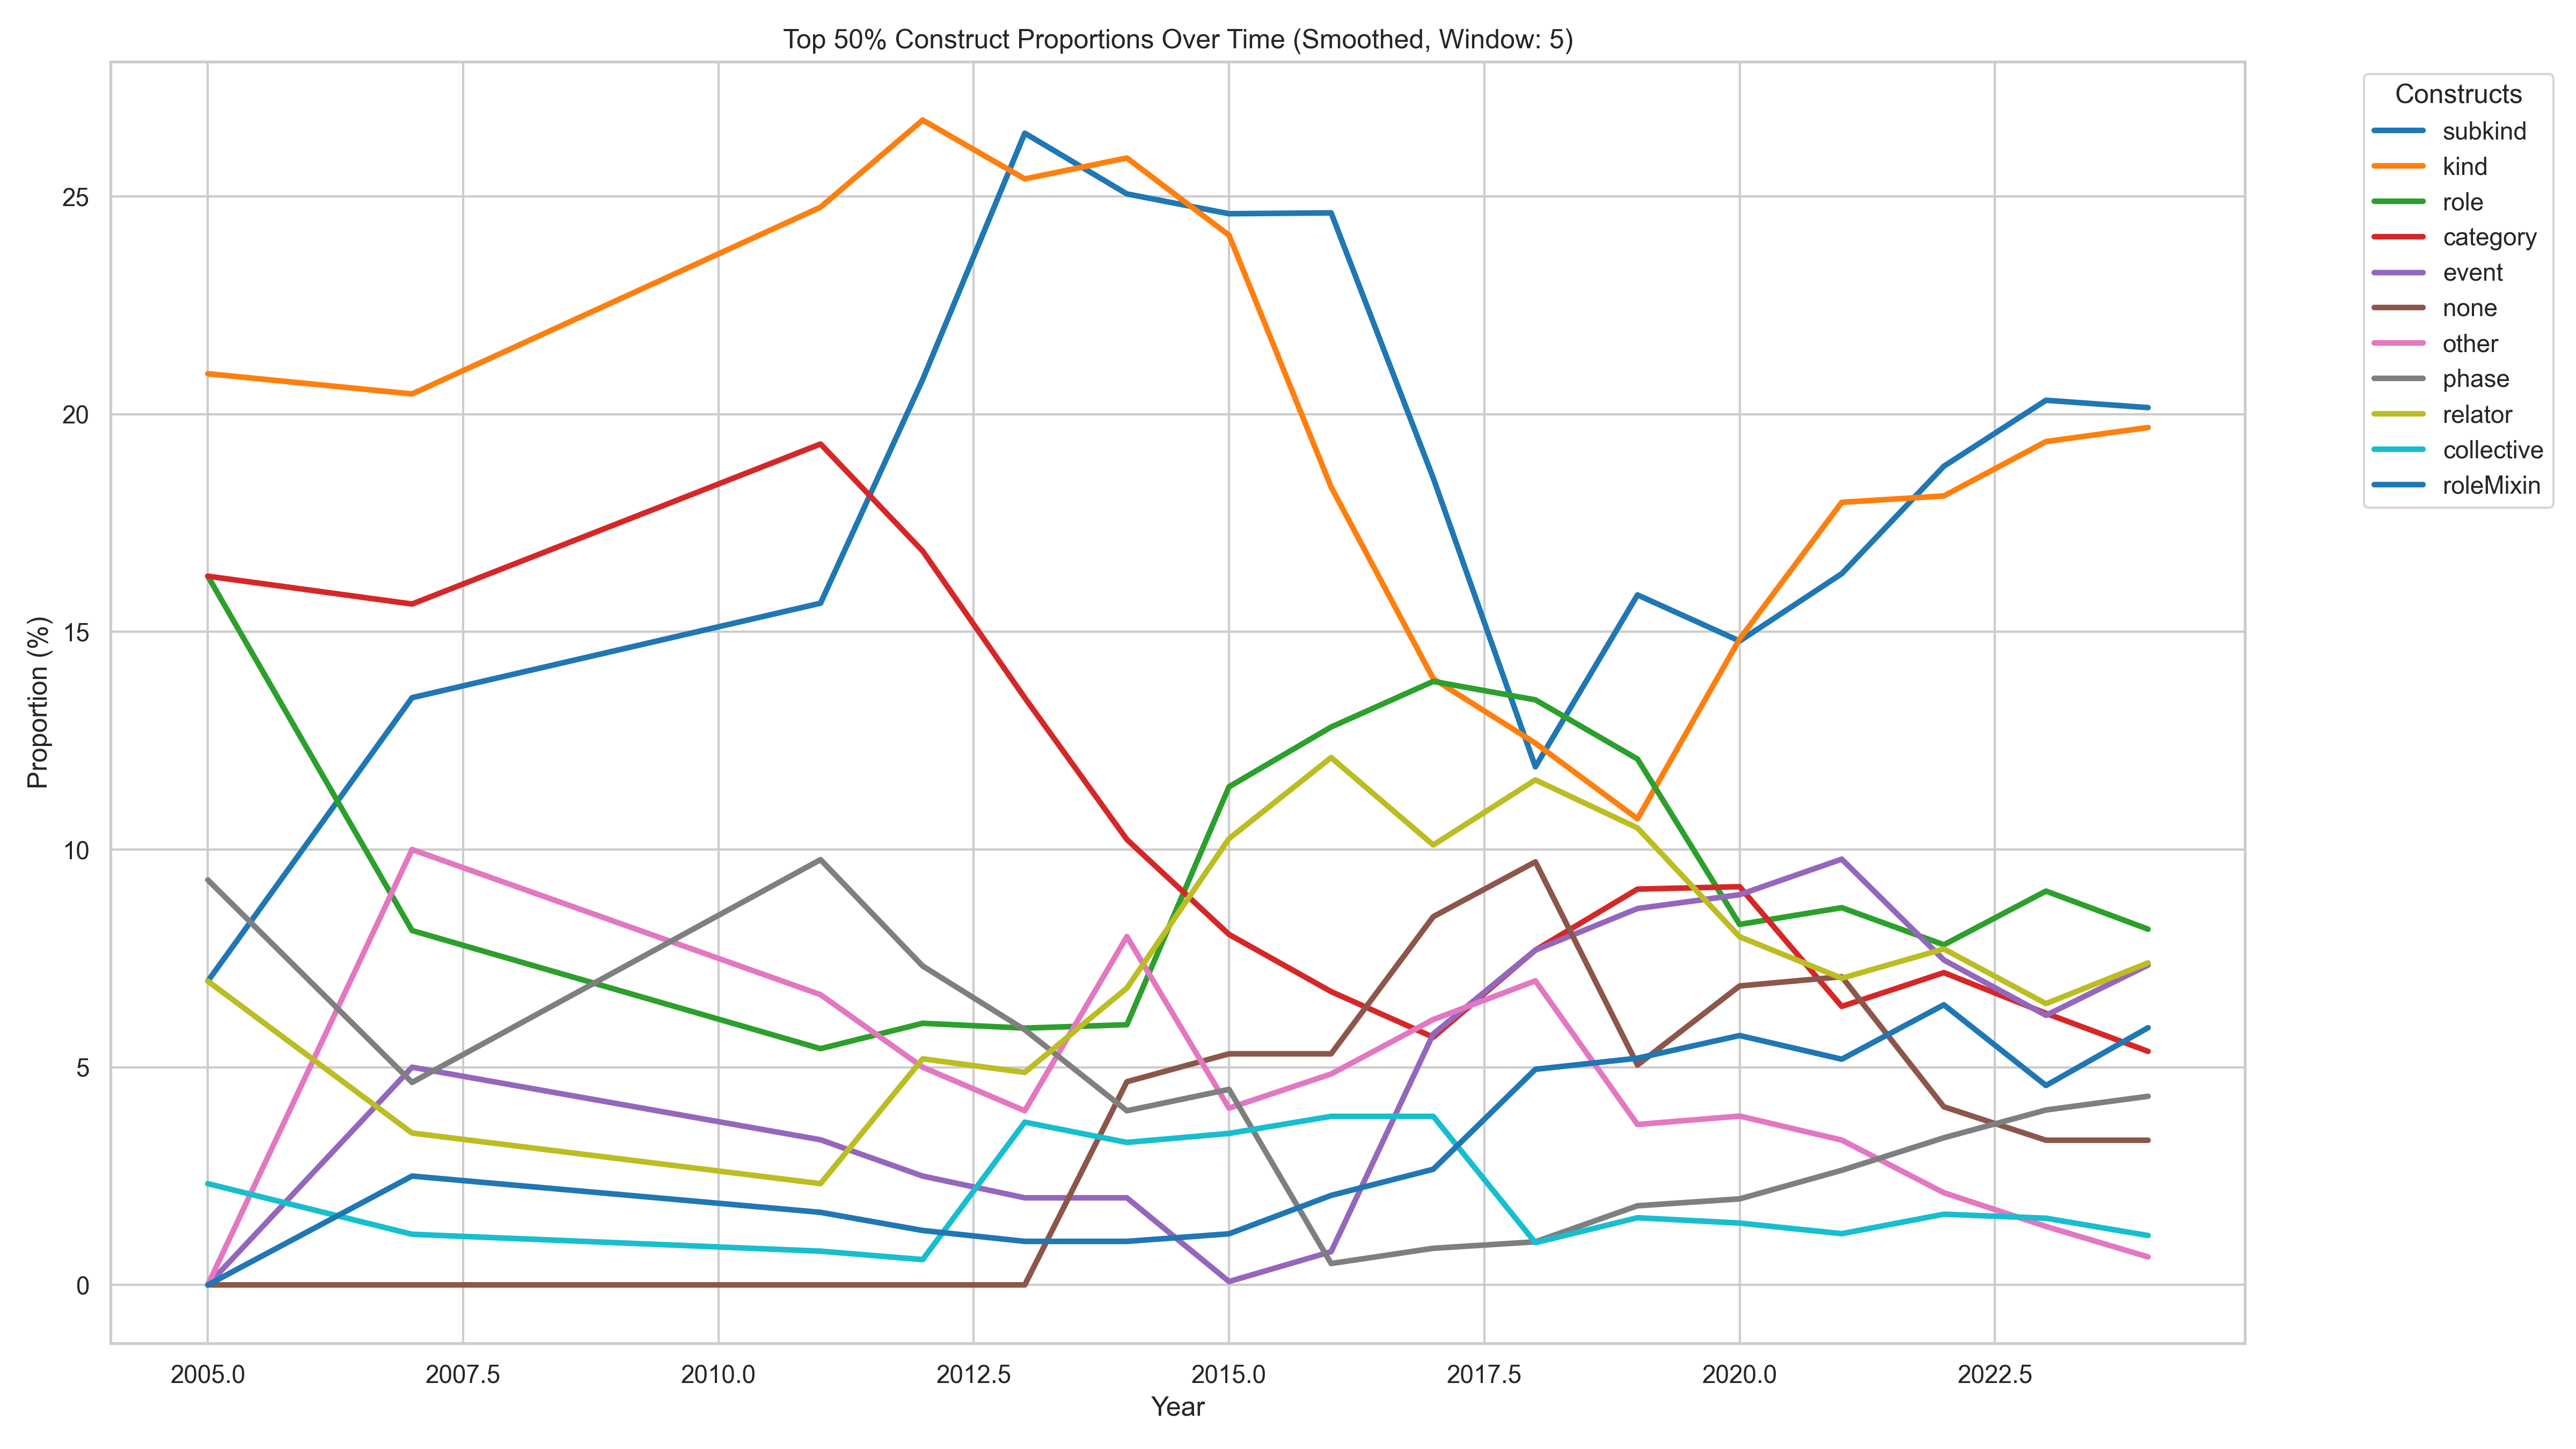 Top 50% Construct Proportions Over Time (Smoothed, Window: 5)
Constructs
subkind
kind
role
category
event
none
other
phase
relator
collective
roleMixin
Proportion (%)
25
20
15
10
5
0
2005.0 2007.5 2010.0 2012.5 2015.0 2017.5 2020.0 2022.5
Year